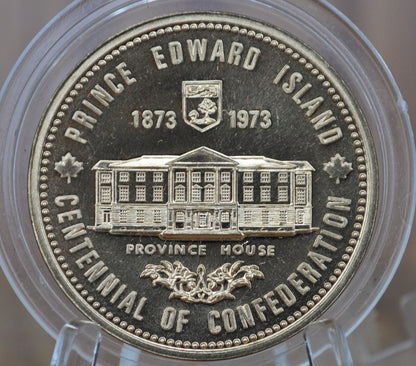 PRINCE EDWARD ISLAND
1873 1973
PROVINCE HOUSE
CENTENNIAL OF CONFEDERATION